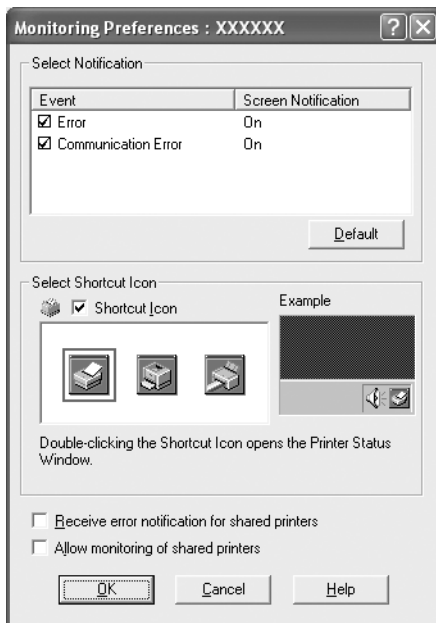 Monitoring Preferences : XXXXXX
Select Notification
Event Screen Notification
Error On
Communication Error On
Default
Select Shortcut Icon
Shortcut Icon
Example
Double-clicking the Shortcut Icon opens the Printer Status
Window.
Receive error notification for shared printers
Allow monitoring of shared printers
OK Cancel Help